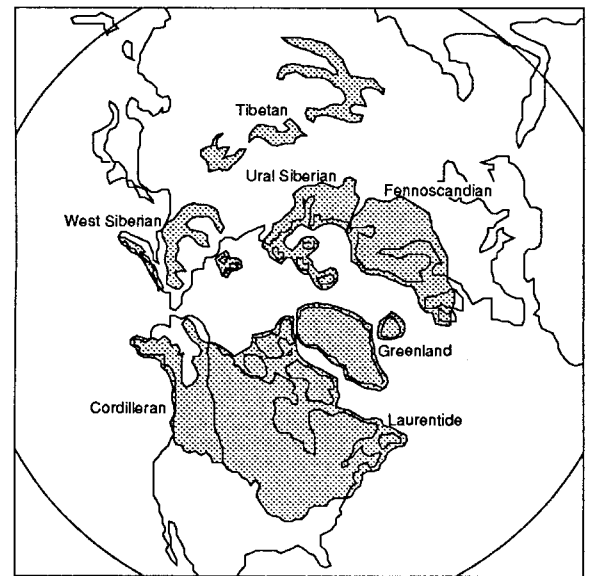 Tibetan
Ural Siberian
Fennoscandian
West Siberian
Greenland
Cordilleran
Laurentide